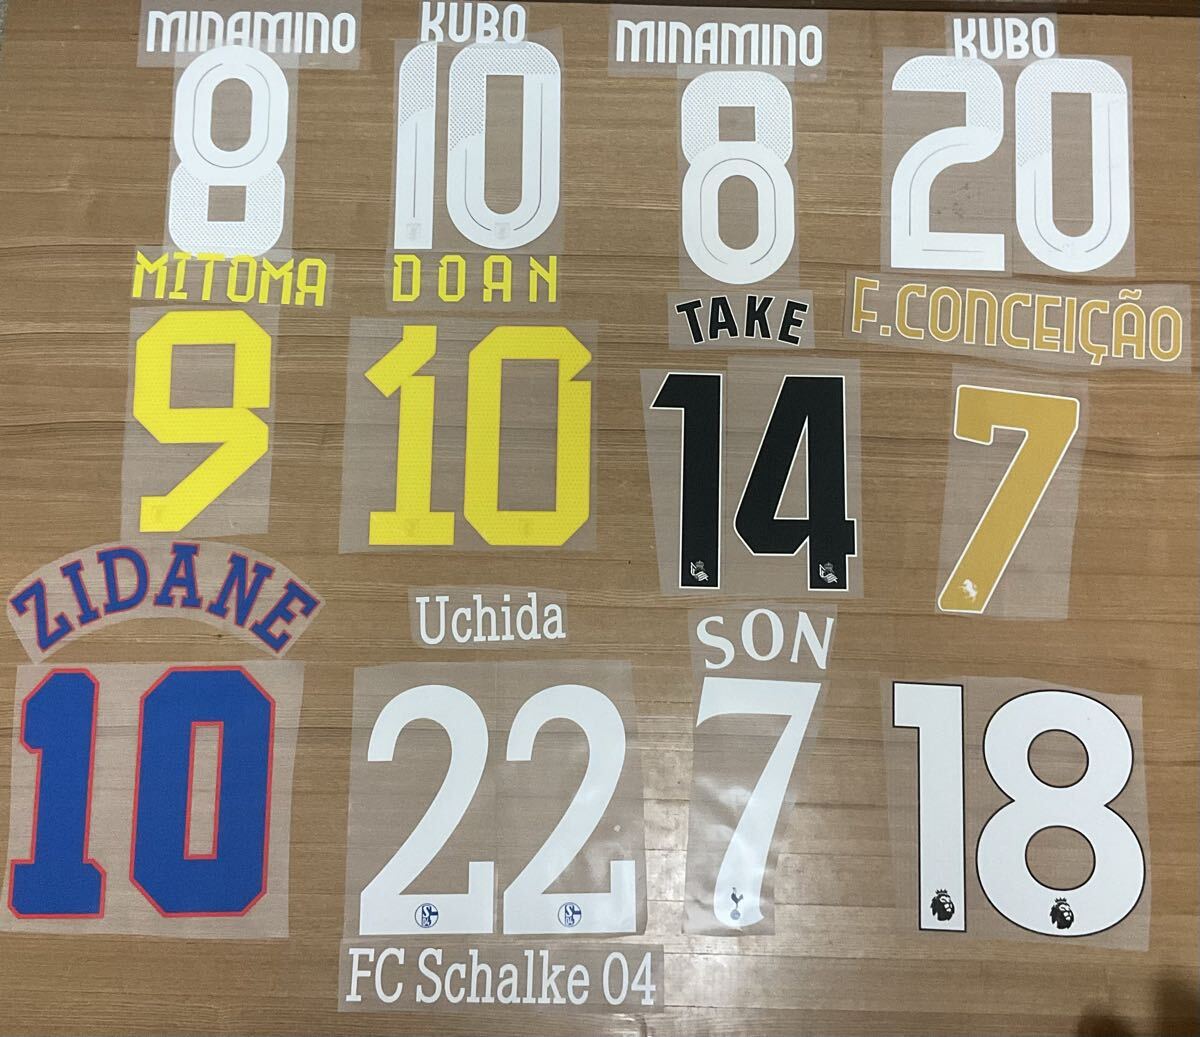 MINAMINO
8
KUBO
10
MINAMINO
8
KUBO
20
MITOMA
9
DOAN
10
TAKE
14
F.CONCEIÇÃO
7
ZIDANE
10
Uchida
22
FC Schalke 04
SON
7
18